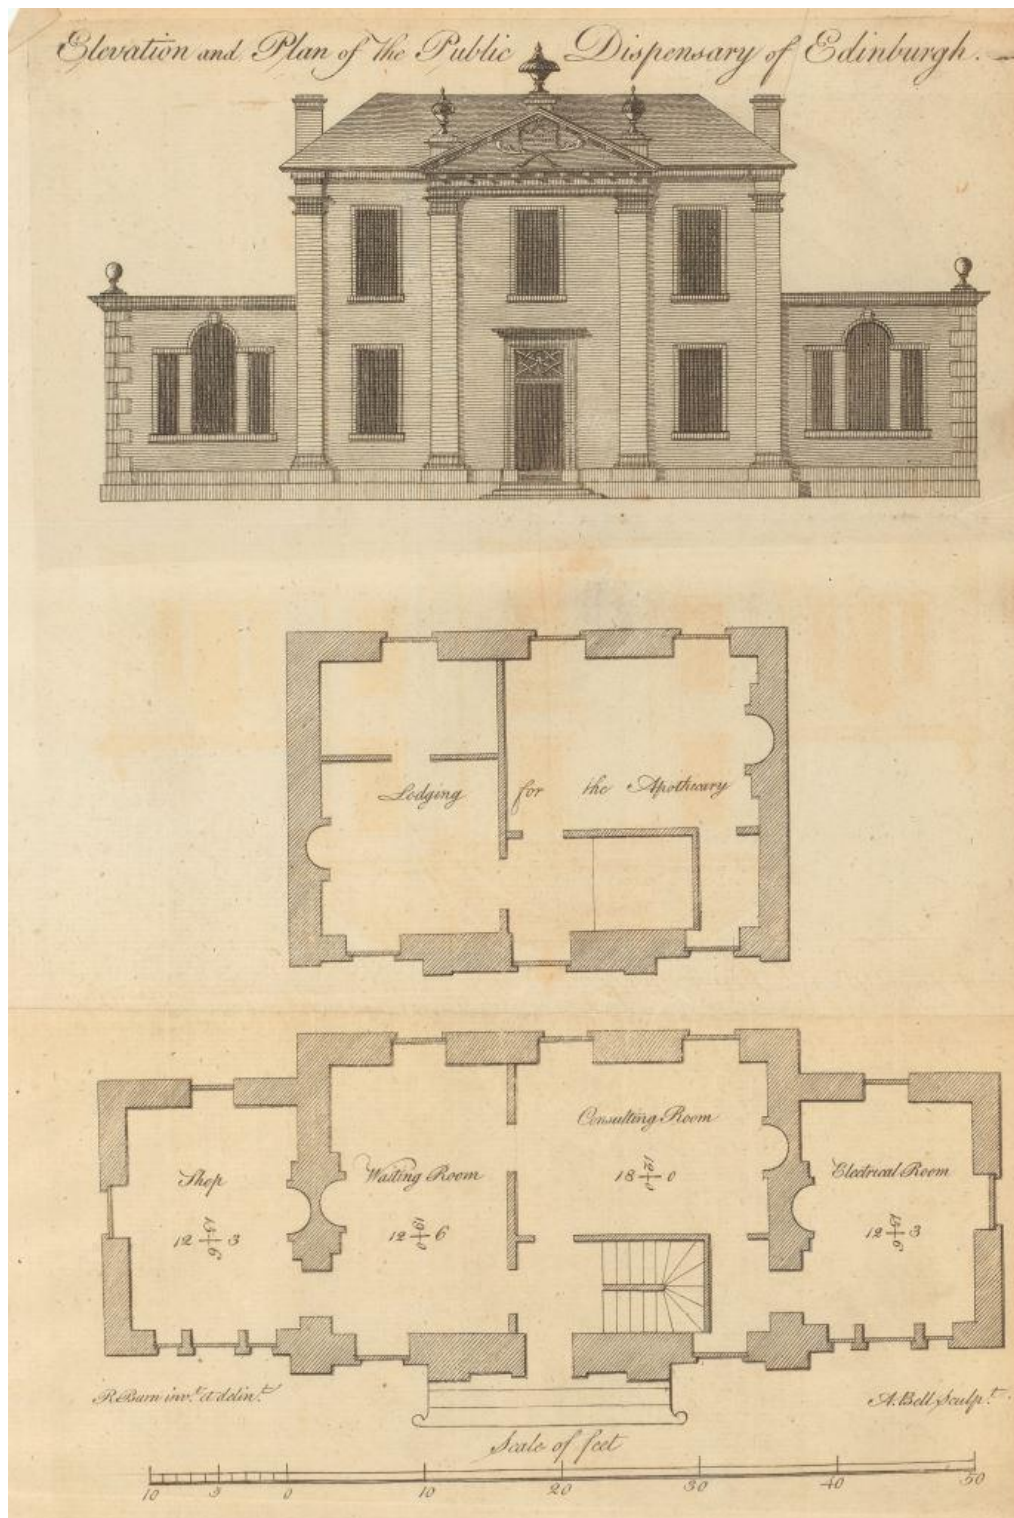 Elevation and Plan of the Public Dispensary of Edinburgh.
Lodging for the Apothecary
Consulting Room
18 0
Shop
12 3
Waiting Room
12 6
Electrical Room
12 3
R. Burn inv.t et delin.t
A. Bell Sculp.t
Scale of feet
10 5 0 10 20 30 40 50